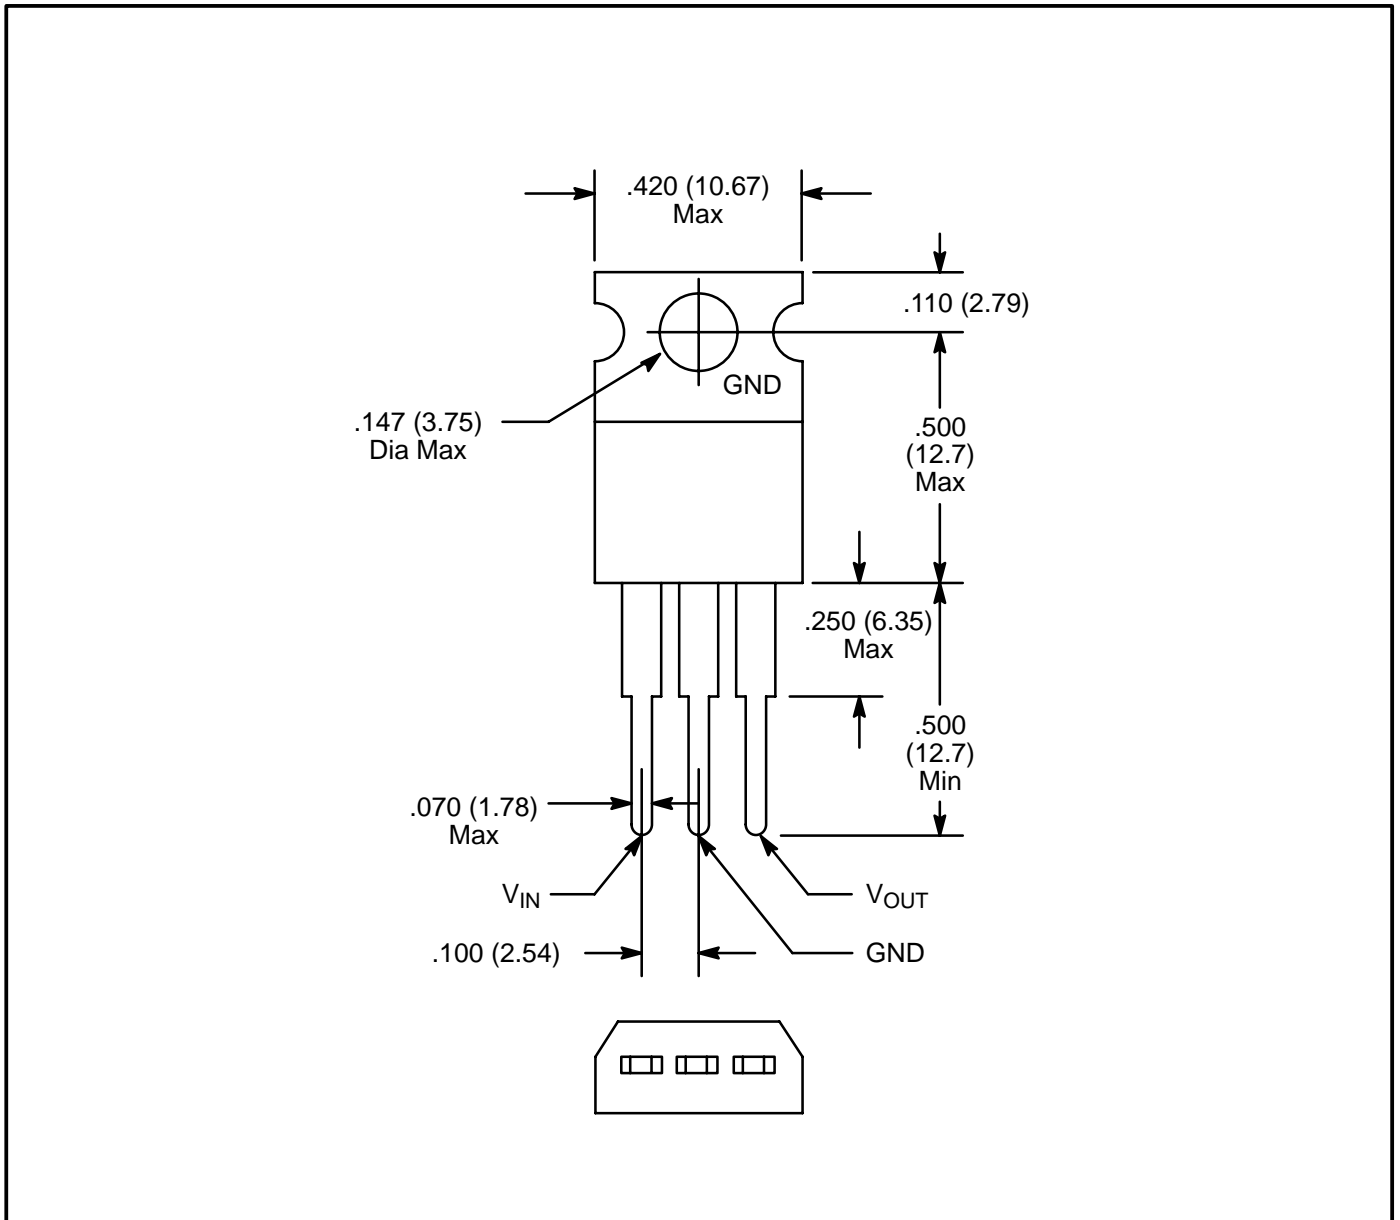 .420 (10.67)
Max
.110 (2.79)
GND
.147 (3.75)
Dia Max
.500
(12.7)
Max
.250 (6.35)
Max
.500
(12.7)
Min
.070 (1.78)
Max
VIN
VOUT
.100 (2.54)
GND